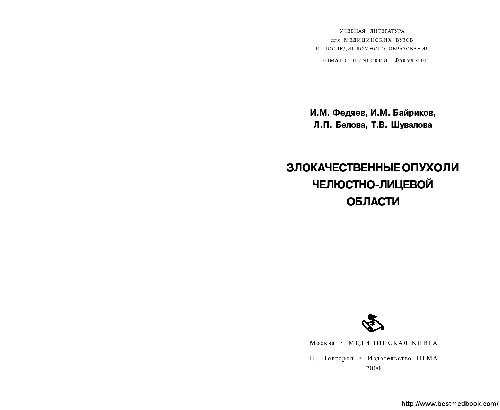 УЧЕБНАЯ ЛИТЕРАТУРА
ДЛЯ МЕДИЦИНСКИХ ВУЗОВ
И ПОСЛЕДИПЛОМНОГО ОБРАЗОВАНИЯ
ФАКУЛЬТЕТ
И.М. Федяев, И.М. Байриков,
Л.П. Белова, Т.В. Шувалова
ЗЛОКАЧЕСТВЕННЫЕ ОПУХОЛИ
ЧЕЛЮСТНО-ЛИЦЕВОЙ
ОБЛАСТИ
Москва • МЕДИЦИНСКАЯ КНИГА
Н. Новгород • Издательство НГМА
2000
http://www.bestmedbook.com/